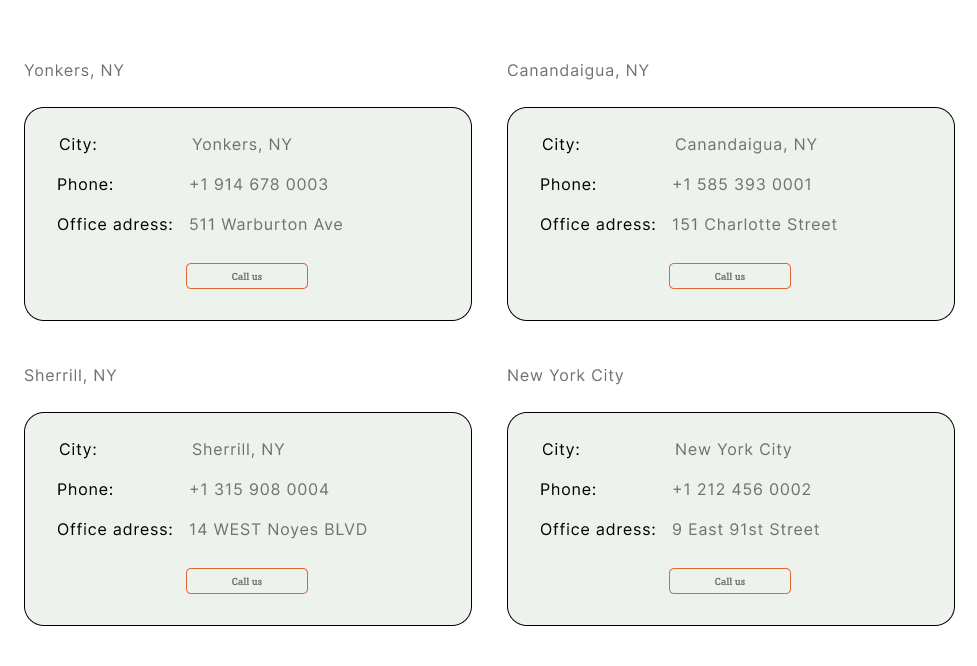 Yonkers, NY
City: Yonkers, NY
Phone: +1 914 678 0003
Office adress: 511 Warburton Ave
Call us
Canandaigua, NY
City: Canandaigua, NY
Phone: +1 585 393 0001
Office adress: 151 Charlotte Street
Call us
Sherrill, NY
City: Sherrill, NY
Phone: +1 315 908 0004
Office adress: 14 WEST Noyes BLVD
Call us
New York City
City: New York City
Phone: +1 212 456 0002
Office adress: 9 East 91st Street
Call us